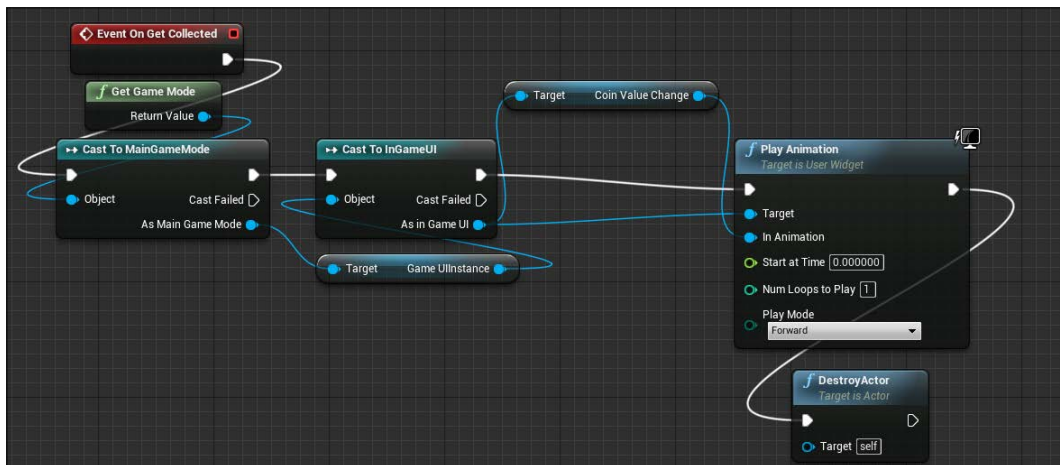 Event On Get Collected
Get Game Mode
Return Value
Cast To MainGameMode
Object
Cast Failed
As Main Game Mode
Cast To InGameUI
Object
Cast Failed
As in Game UI
Target Game UIInstance
Target Coin Value Change
Play Animation
Target is User Widget
Target
In Animation
Start at Time 0.000000
Num Loops to Play 1
Play Mode
Forward
DestroyActor
Target is Actor
Target self